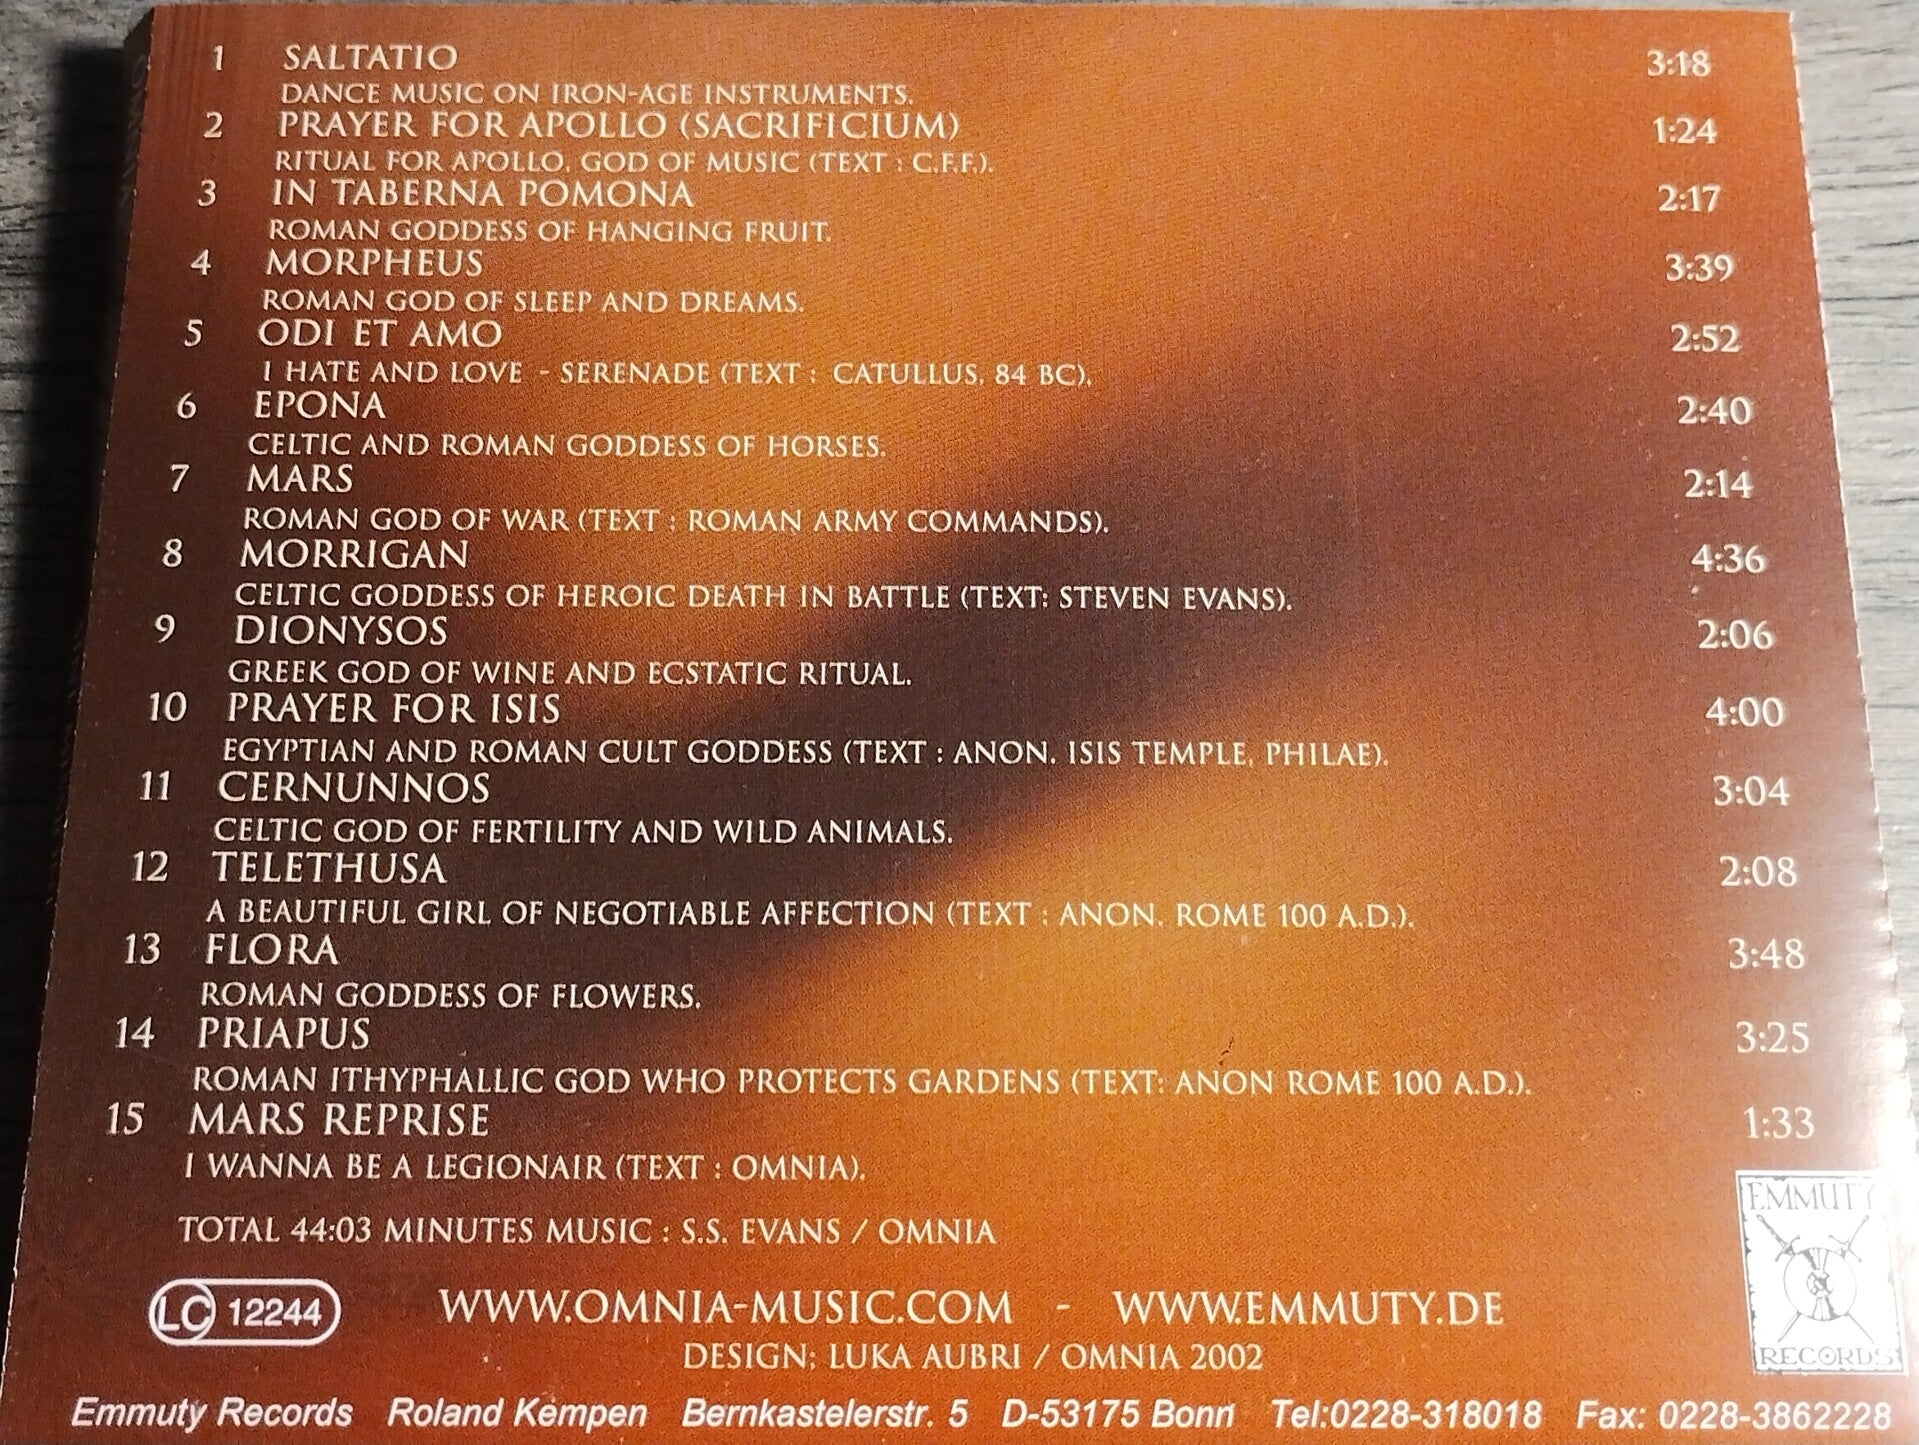 1 SALTATIO 3:18
DANCE MUSIC ON IRON-AGE INSTRUMENTS.
2 PRAYER FOR APOLLO (SACRIFICIUM) 1:24
RITUAL FOR APOLLO, GOD OF MUSIC (TEXT : C.F.F.).
3 IN TABERNA POMONA 2:17
ROMAN GODDESS OF HANGING FRUIT.
4 MORPHEUS 3:39
ROMAN GOD OF SLEEP AND DREAMS.
5 ODI ET AMO 2:52
I HATE AND LOVE - SERENADE (TEXT : CATULLUS, 84 BC).
6 EPONA 2:40
CELTIC AND ROMAN GODDESS OF HORSES.
7 MARS 2:14
ROMAN GOD OF WAR (TEXT : ROMAN ARMY COMMANDS).
8 MORRIGAN 4:36
CELTIC GODDESS OF HEROIC DEATH IN BATTLE (TEXT: STEVEN EVANS).
9 DIONYSOS 2:06
GREEK GOD OF WINE AND ECSTATIC RITUAL.
10 PRAYER FOR ISIS 4:00
EGYPTIAN AND ROMAN CULT GODDESS (TEXT : ANON. ISIS TEMPLE, PHILAE).
11 CERNUNNOS 3:04
CELTIC GOD OF FERTILITY AND WILD ANIMALS.
12 TELETHUSA 2:08
A BEAUTIFUL GIRL OF NEGOTIABLE AFFECTION (TEXT : ANON. ROME 100 A.D.).
13 FLORA 3:48
ROMAN GODDESS OF FLOWERS.
14 PRIAPUS 3:25
ROMAN ITHYPHALLIC GOD WHO PROTECTS GARDENS (TEXT: ANON ROME 100 A.D.).
15 MARS REPRISE 1:33
I WANNA BE A LEGIONAIR (TEXT : OMNIA).
TOTAL 44:03 MINUTES MUSIC : S.S. EVANS / OMNIA
EMMUTY
RECORDS
LC 12244 WWW.OMNIA-MUSIC.COM - WWW.EMMUTY.DE
DESIGN; LUKA AUBRI / OMNIA 2002
Emmuty Records Roland Kempen Bernkastelerstr. 5 D-53175 Bonn Tel:0228-318018 Fax: 0228-3862228